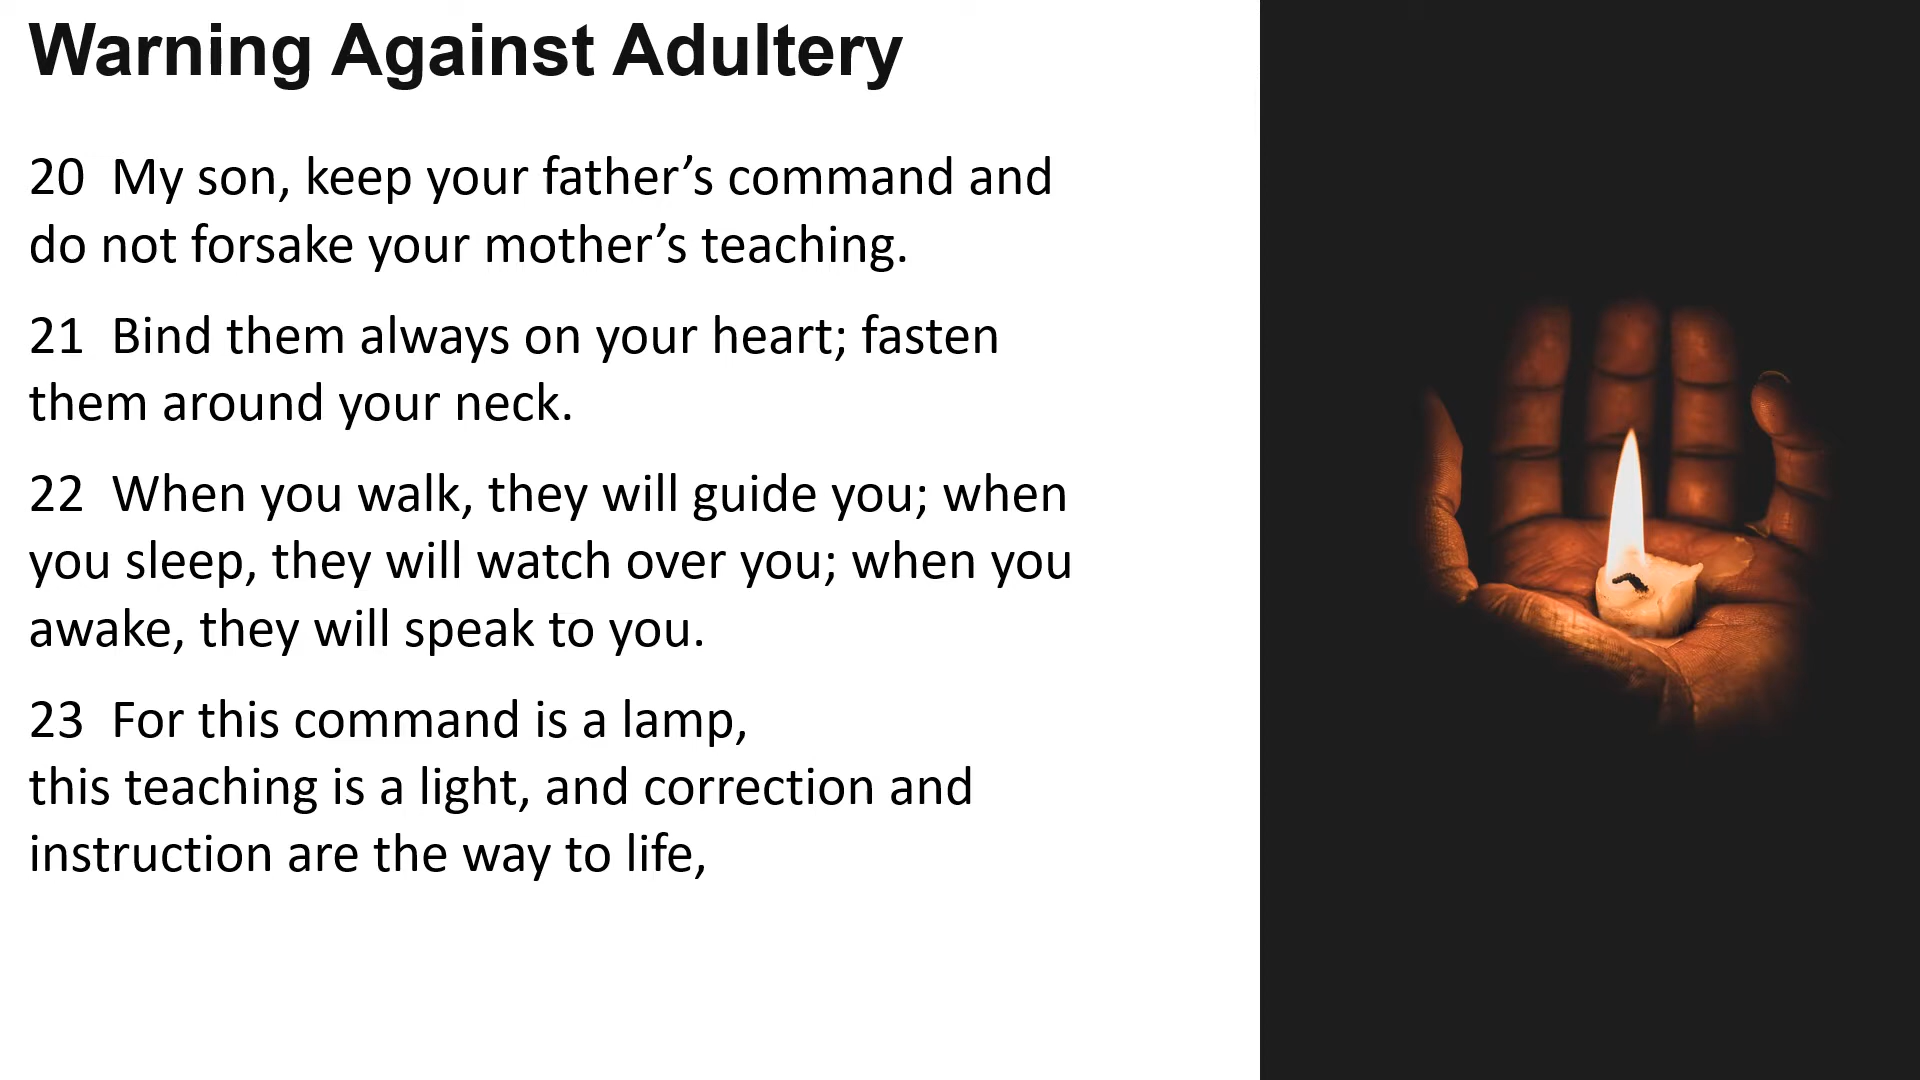 Warning Against Adultery
20  My son, keep your father’s command and
do not forsake your mother’s teaching.
21  Bind them always on your heart; fasten
them around your neck.
22  When you walk, they will guide you; when
you sleep, they will watch over you; when you
awake, they will speak to you.
23  For this command is a lamp,
this teaching is a light, and correction and
instruction are the way to life,